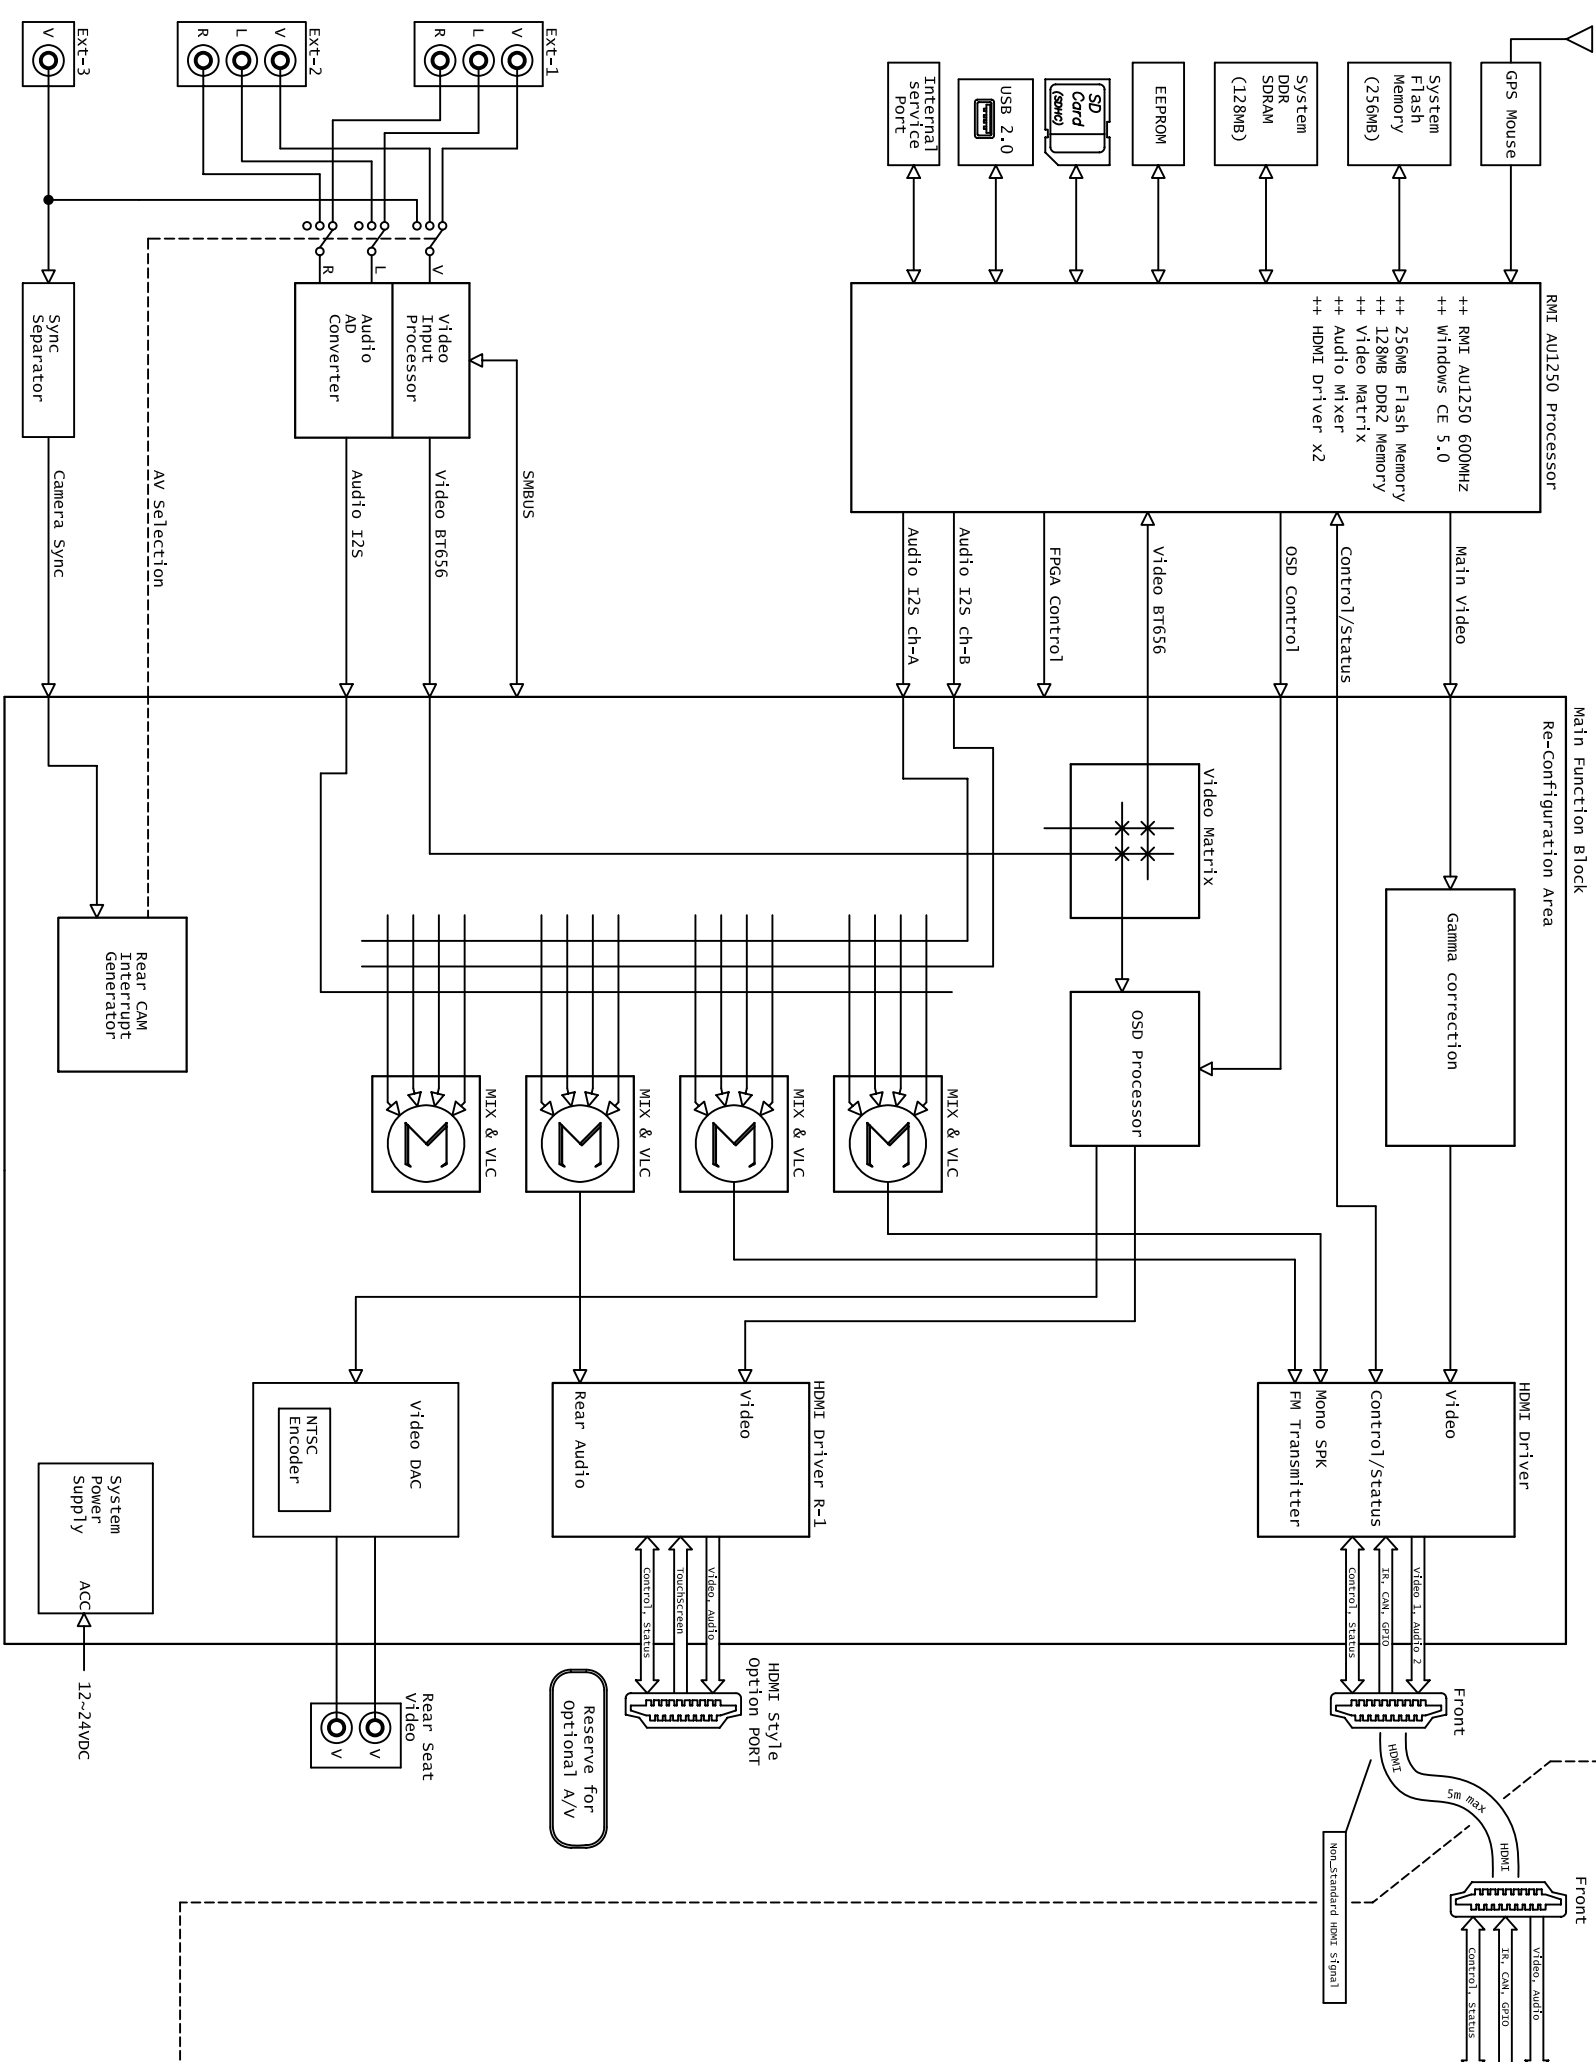 GPS Mouse
System
Flash
Memory
(256MB)
System
DDR
SDRAM
(128MB)
EEPROM
SD
Card
(SDHC)
USB 2.0
Internal
service
Port
Ext-1
V
L
R
Ext-2
V
L
R
Ext-3
V
RMI AU1250 Processor
++ RMI AU1250 600MHz
++ Windows CE 5.0
++ 256MB Flash Memory
++ 128MB DDR2 Memory
++ Video Matrix
++ Audio Mixer
++ HDMI Driver x2
V
L
R
Video
Input
Processor
Audio
AD
Converter
Sync
Separator
Main Video
Control/Status
OSD Control
Video BT656
FPGA Control
Audio I2S ch-B
Audio I2S ch-A
SMBUS
Video BT656
Audio I2S
AV Selection
Camera Sync
Main Function Block
Re-Configuration Area
Video Matrix
Gamma correction
OSD Processor
Rear CAM
Interrupt
Generator
MIX & VLC
MIX & VLC
MIX & VLC
MIX & VLC
HDMI Driver
Video
Control/Status
Mono SPK
FM Transmitter
HDMI Driver R-1
Video
Rear Audio
Video DAC
NTSC
Encoder
System
Power
Supply
ACC
12~24VDC
Video 1, Audio 2
IR, CAN, GPIO
Control, Status
Video, Audio
TouchScreen
Control, Status
Front
HDMI Style
Option PORT
Reserve for
Optional A/V
Rear Seat
Video
V
V
HDMI
5m max
HDMI
Non_standard HDMI signal
Front
Video, Audio
IR, CAN, GPIO
Control, Status